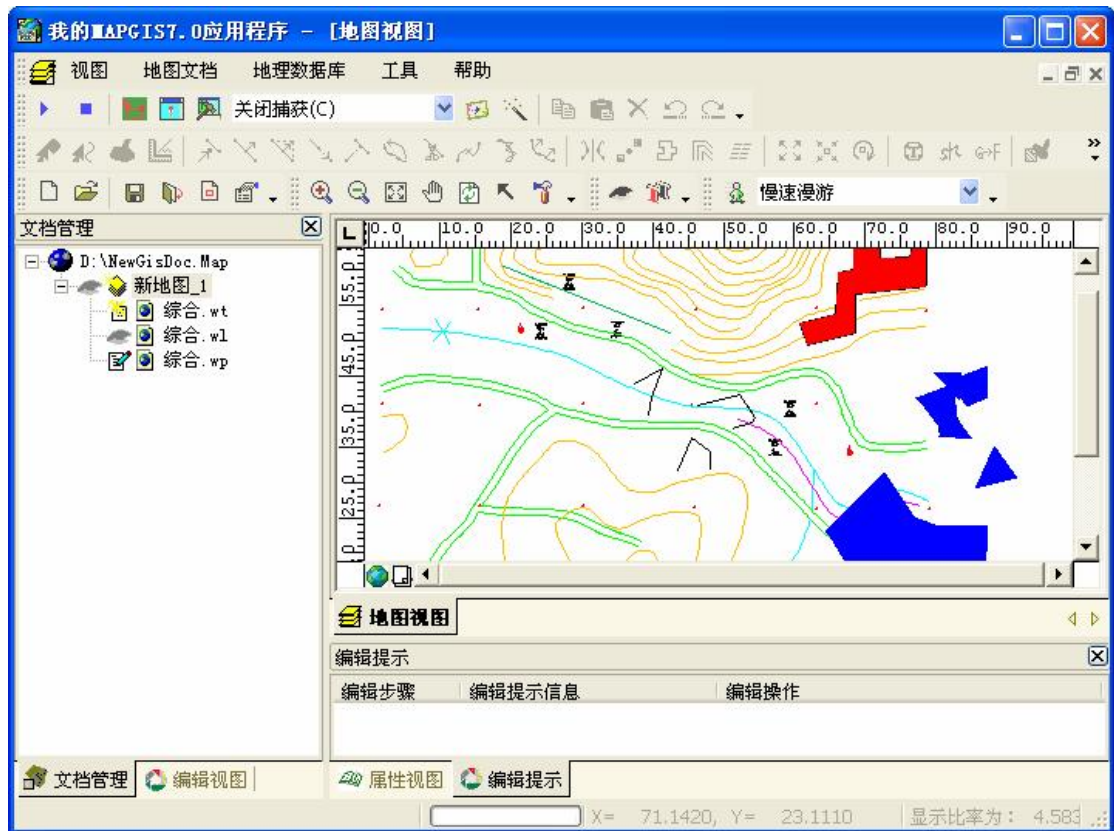 我的MAPGIS7.0应用程序 - [地图视图]
视图 地图文档 地理数据库 工具 帮助
关闭捕获(C)
慢速漫游
文档管理
D:\NewGisDoc.Map
新地图_1
综合.wt
综合.wl
综合.wp
0.0 10.0 20.0 30.0 40.0 50.0 60.0 70.0 80.0 90.0
55.0
45.0
35.0
25.0
地图视图
编辑提示
编辑步骤 编辑提示信息 编辑操作
文档管理 编辑视图 属性视图 编辑提示
X= 71.1420, Y= 23.1110 显示比率为: 4.583